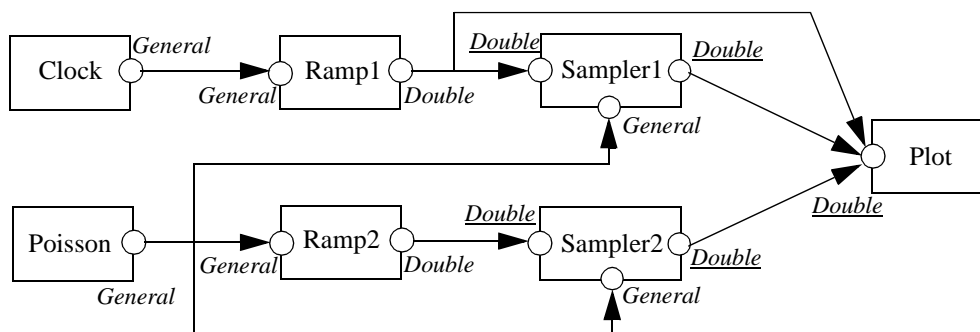 General
Double
Double
Clock
Ramp1
Sampler1
General
Double
General
Plot
Double
Double
Poisson
Ramp2
Sampler2
General
Double
Double
General
General